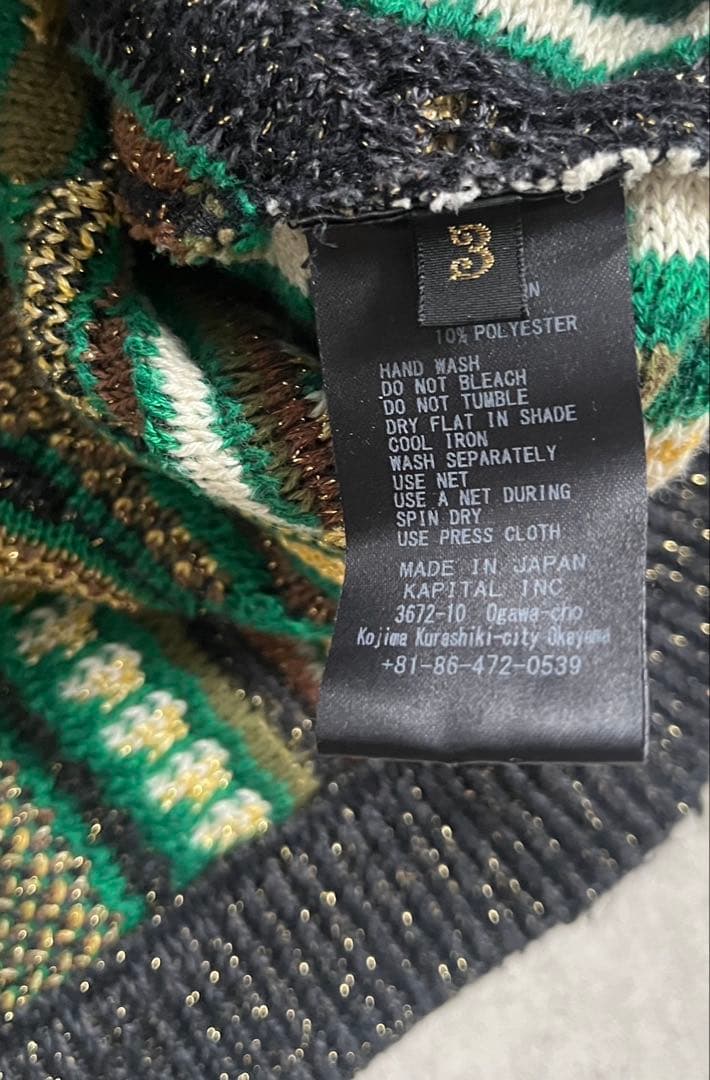 3
N
10% POLYESTER
HAND WASH
DO NOT BLEACH
DO NOT TUMBLE
DRY FLAT IN SHADE
COOL IRON
WASH SEPARATELY
USE NET
USE A NET DURING
SPIN DRY
USE PRESS CLOTH
MADE IN JAPAN
KAPITAL INC
3672-10 Ogawa-cho
Kojima Kurashiki-city Okayama
+81-86-472-0539